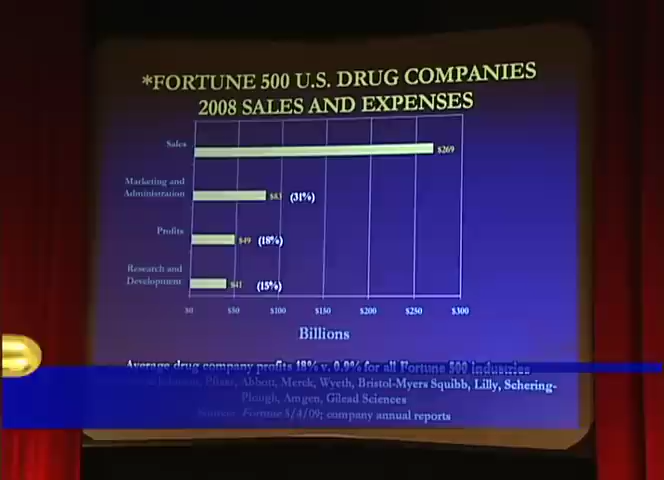 *FORTUNE 500 U.S. DRUG COMPANIES
2008 SALES AND EXPENSES
Sales
$269
Marketing and
Administration
$83 (31%)
Profits
$49 (18%)
Research and
Development
$41 (15%)
$0 $50 $100 $150 $200 $250 $300
Billions
Average drug company profits 18% v. 0.9% for all Fortune 500 industries
Johnson, Pfizer, Abbott, Merck, Wyeth, Bristol-Myers Squibb, Lilly, Schering-
Plough, Amgen, Gilead Sciences
Source: Fortune 5/4/09; company annual reports